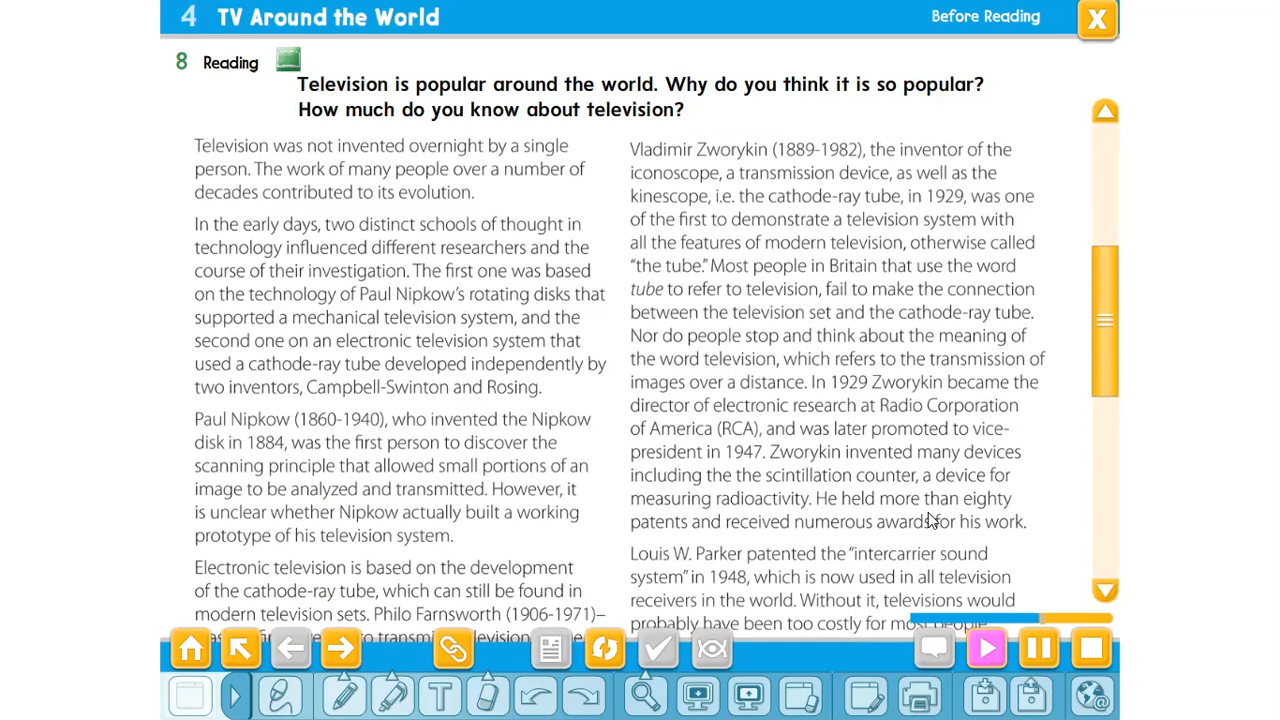 4 TV Around the World
Before Reading
X
8 Reading
Television is popular around the world. Why do you think it is so popular?
How much do you know about television?
Television was not invented overnight by a single
person. The work of many people over a number of
decades contributed to its evolution.
In the early days, two distinct schools of thought in
technology influenced different researchers and the
course of their investigation. The first one was based
on the technology of Paul Nipkow's rotating disks that
supported a mechanical television system, and the
second one on an electronic television system that
used a cathode-ray tube developed independently by
two inventors, Campbell-Swinton and Rosing.
Paul Nipkow (1860-1940), who invented the Nipkow
disk in 1884, was the first person to discover the
scanning principle that allowed small portions of an
image to be analyzed and transmitted. However, it
is unclear whether Nipkow actually built a working
prototype of his television system.
Electronic television is based on the development
of the cathode-ray tube, which can still be found in
modern television sets. Philo Farnsworth (1906-1971)–
Vladimir Zworykin (1889-1982), the inventor of the
iconoscope, a transmission device, as well as the
kinescope, i.e. the cathode-ray tube, in 1929, was one
of the first to demonstrate a television system with
all the features of modern television, otherwise called
"the tube." Most people in Britain that use the word
tube to refer to television, fail to make the connection
between the television set and the cathode-ray tube.
Nor do people stop and think about the meaning of
the word television, which refers to the transmission of
images over a distance. In 1929 Zworykin became the
director of electronic research at Radio Corporation
of America (RCA), and was later promoted to vice-
president in 1947. Zworykin invented many devices
including the the scintillation counter, a device for
measuring radioactivity. He held more than eighty
patents and received numerous awards for his work.
Louis W. Parker patented the "intercarrier sound
system" in 1948, which is now used in all television
receivers in the world. Without it, televisions would
probably have been too costly for most people
T